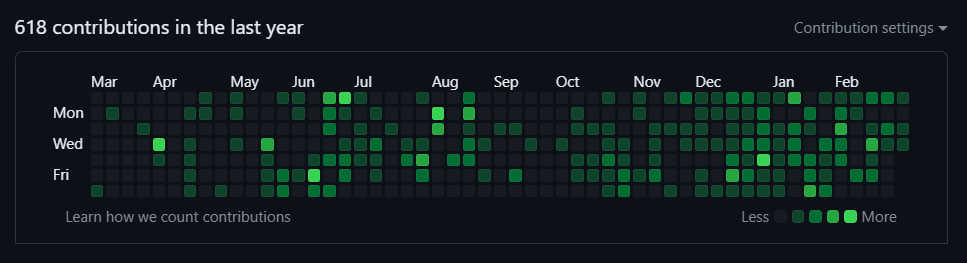 618 contributions in the last year
Contribution settings
Mar Apr May Jun Jul Aug Sep Oct Nov Dec Jan Feb
Mon
Wed
Fri
Learn how we count contributions
Less More